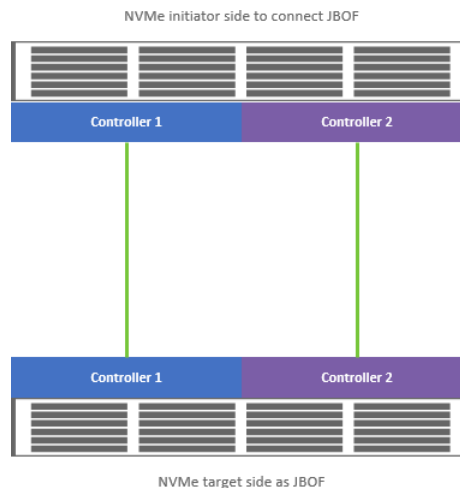 NVMe initiator side to connect JBOF
Controller 1
Controller 2
Controller 1
Controller 2
NVMe target side as JBOF